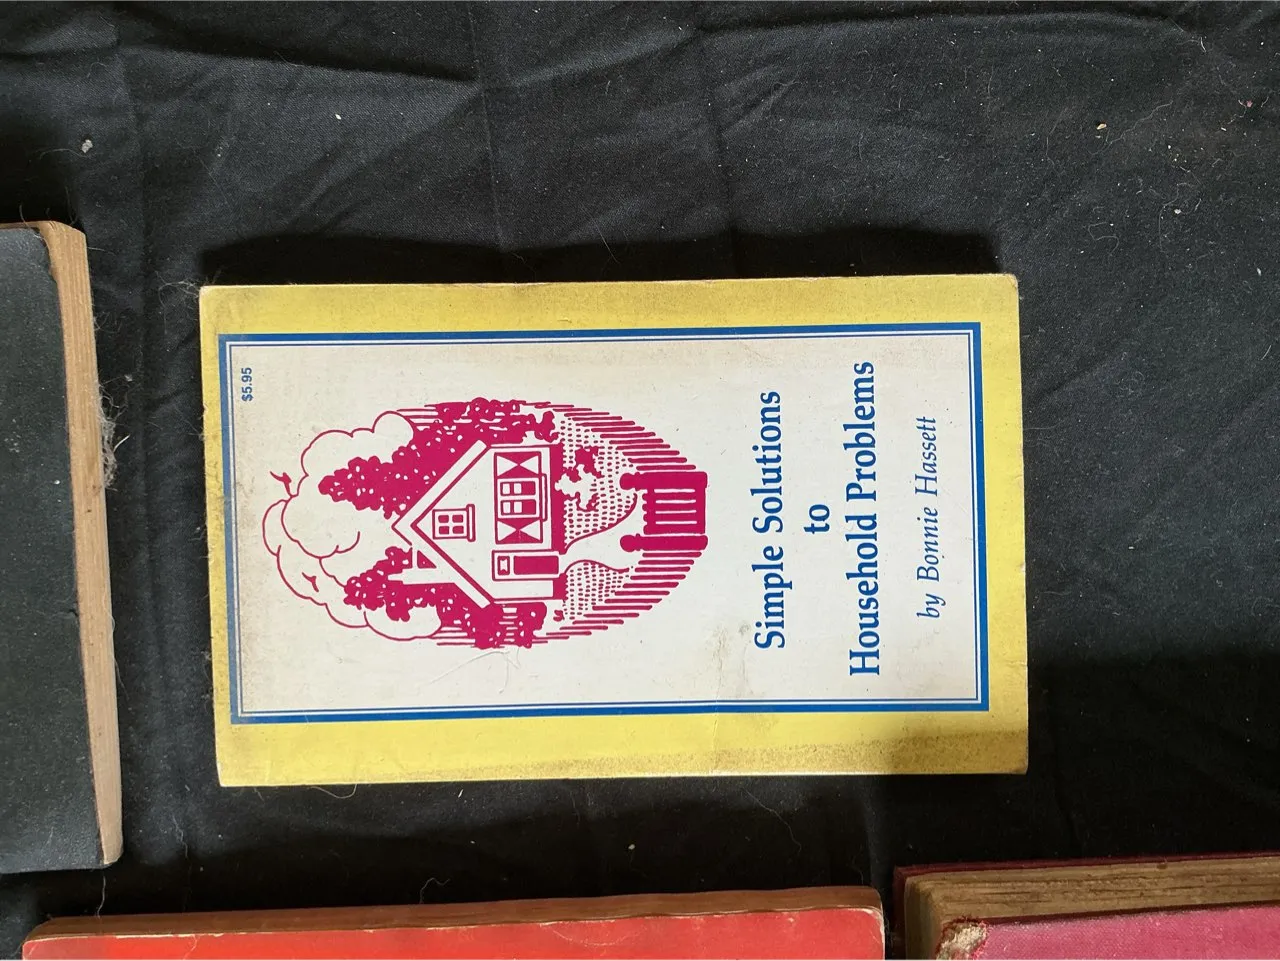 $5.95
Simple Solutions
to
Household Problems
by Bonnie Hassett